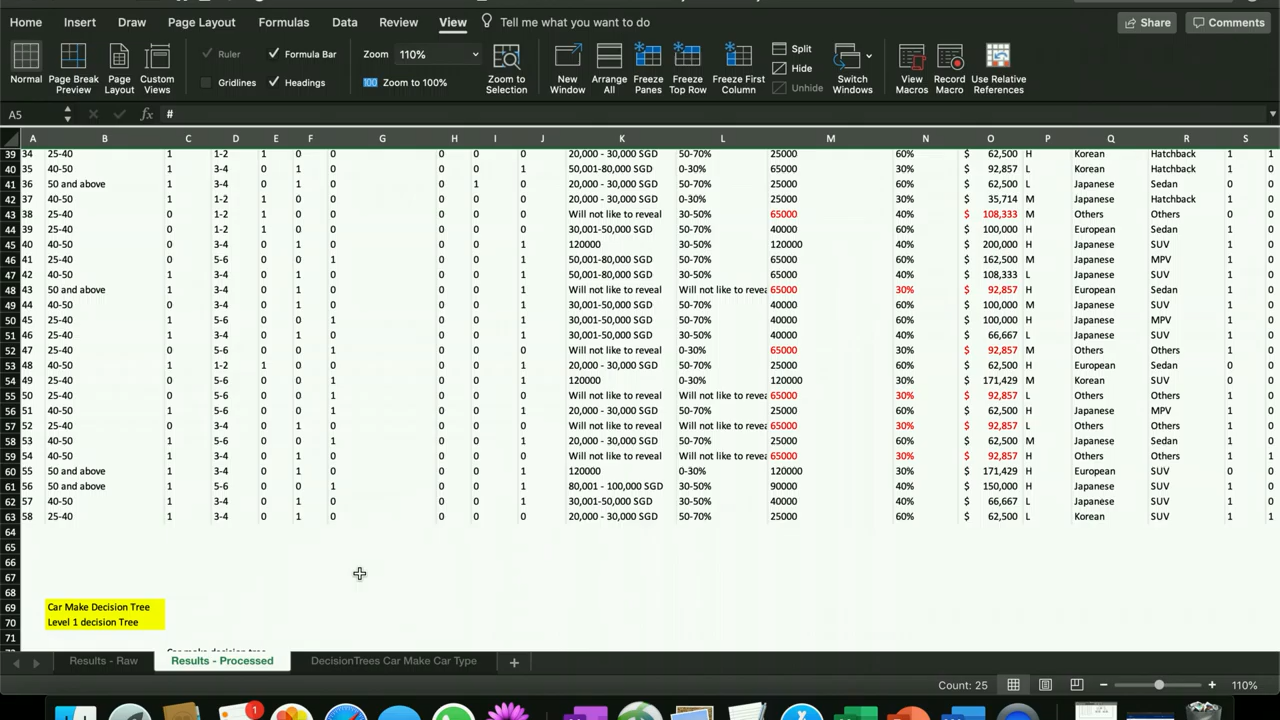 Home Insert Draw Page Layout Formulas Data Review View Tell me what you want to do Share Comments
Normal Page Break Preview Page Layout Custom Views Ruler Formula Bar Gridlines Headings Zoom 110% 100 Zoom to 100% Zoom to Selection New Window Arrange All Freeze Panes Freeze Top Row Freeze First Column Split Hide Unhide Switch Windows View Macros Record Macro Use Relative References
A5 fx #
A B C D E F G H I J K L M N O P Q R S
39 34 25-40 1 1-2 1 0 0 0 0 0 20,000 - 30,000 SGD 50-70% 25000 60% $ 62,500 H Korean Hatchback 1 1
40 35 40-50 1 3-4 0 1 0 0 0 1 50,001-80,000 SGD 0-30% 65000 30% $ 92,857 L Korean Hatchback 1 0
41 36 50 and above 1 3-4 0 1 0 0 1 0 20,000 - 30,000 SGD 50-70% 25000 60% $ 62,500 L Japanese Sedan 0 0
42 37 40-50 1 1-2 1 0 0 0 0 1 20,000 - 30,000 SGD 0-30% 25000 30% $ 35,714 M Japanese Hatchback 1 0
43 38 25-40 0 1-2 1 0 0 0 0 0 Will not like to reveal 30-50% 65000 40% $ 108,333 M Others Others 0 0
44 39 25-40 0 1-2 1 0 0 0 0 0 30,001-50,000 SGD 50-70% 40000 60% $ 100,000 H European Sedan 1 0
45 40 40-50 1 3-4 0 1 0 0 0 1 120000 30-50% 120000 40% $ 200,000 H Japanese SUV 1 0
46 41 25-40 0 5-6 0 0 1 0 0 0 50,001-80,000 SGD 50-70% 65000 60% $ 162,500 M Japanese MPV 1 0
47 42 40-50 1 3-4 0 1 0 0 0 1 50,001-80,000 SGD 30-50% 65000 40% $ 108,333 L Japanese SUV 1 0
48 43 50 and above 1 3-4 0 1 0 0 0 1 Will not like to revea 65000 30% $ 92,857 H European Sedan 1 0
49 44 40-50 0 3-4 0 1 0 0 0 1 30,001-50,000 SGD 50-70% 40000 60% $ 100,000 M Japanese SUV 1 0
50 45 25-40 1 5-6 0 0 1 0 0 1 30,001-50,000 SGD 50-70% 40000 60% $ 100,000 H Japanese MPV 1 0
51 46 25-40 1 3-4 0 1 0 0 0 1 30,001-50,000 SGD 30-50% 40000 40% $ 66,667 L Japanese SUV 1 0
52 47 25-40 0 5-6 0 0 1 0 0 0 Will not like to reveal 0-30% 65000 30% $ 92,857 M Others Others 1 0
53 48 25-40 1 1-2 1 0 0 0 0 0 20,000 - 30,000 SGD 50-70% 25000 60% $ 62,500 H European Sedan 0 0
54 49 25-40 0 5-6 0 0 1 0 0 0 120000 0-30% 120000 30% $ 171,429 M Korean SUV 1 0
55 50 25-40 0 5-6 0 0 1 0 0 0 Will not like to reveal Will not like to revea 65000 30% $ 92,857 L Others Others 1 0
56 51 40-50 1 5-6 0 0 1 0 0 1 20,000 - 30,000 SGD 50-70% 25000 60% $ 62,500 H Japanese MPV 1 0
57 52 40-50 0 3-4 0 1 0 0 0 0 Will not like to reveal Will not like to revea 65000 30% $ 92,857 L Others Others 1 0
58 53 40-50 1 5-6 0 0 1 0 0 1 20,000 - 30,000 SGD 50-70% 25000 60% $ 62,500 M Japanese Sedan 1 0
59 54 40-50 1 3-4 0 1 0 0 0 1 Will not like to reveal Will not like to revea 65000 30% $ 92,857 H Others Others 1 1
60 55 50 and above 1 3-4 0 1 0 0 0 1 120000 0-30% 120000 30% $ 171,429 H European SUV 0 0
61 56 50 and above 1 5-6 0 0 1 0 0 1 80,001 - 100,000 SGD 30-50% 90000 40% $ 150,000 H Japanese SUV 1 0
62 57 40-50 1 3-4 0 1 0 0 0 1 30,001-50,000 SGD 30-50% 40000 40% $ 66,667 L Japanese SUV 1 0
63 58 25-40 1 3-4 0 1 0 0 0 1 20,000 - 30,000 SGD 50-70% 25000 60% $ 62,500 L Korean SUV 1 1
64
65
66
67
68
69 Car Make Decision Tree
70 Level 1 decision Tree
71
Results - Raw Results - Processed DecisionTrees Car Make Car Type
Count: 25 110%
1